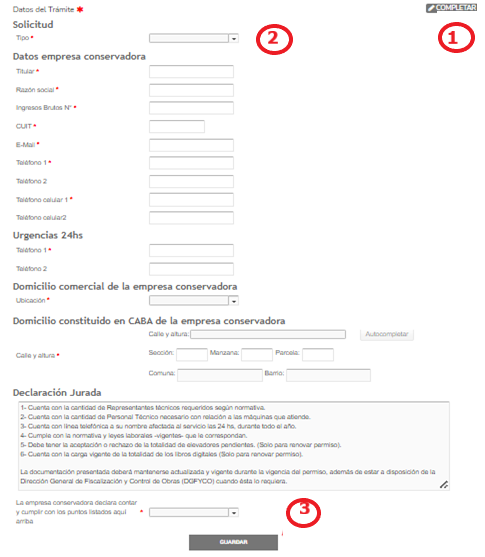 Datos del Trámite *
COMPLETAR
Solicitud
1
Tipo *
2
Datos empresa conservadora
Titular *
Razón social *
Ingresos Brutos N° *
CUIT *
E-Mail *
Teléfono 1 *
Teléfono 2
Teléfono celular 1 *
Teléfono celular2
Urgencias 24hs
Teléfono 1 *
Teléfono 2
Domicilio comercial de la empresa conservadora
Ubicación *
Domicilio constituido en CABA de la empresa conservadora
Calle y altura: Autocompletar
Calle y altura * Sección: Manzana: Parcela:
Comuna: Barrio:
Declaración Jurada
1- Cuenta con la cantidad de Representantes técnicos requeridos según normativa.
2- Cuenta con la cantidad de Personal Técnico necesario con relación a las máquinas que atiende.
3- Cuenta con línea telefónica a su nombre afectada al servicio las 24 hs, durante todo el año.
4- Cumple con la normativa y leyes laborales -vigentes- que le correspondan.
5- Debe tener la aceptación o rechazo de la totalidad de elevadores pendientes. (Solo para renovar permiso).
6- Cuenta con la carga vigente de la totalidad de los libros digitales (Solo para renovar permiso).
La documentación presentada deberá mantenerse actualizada y vigente durante la vigencia del permiso, además de estar a disposición de la
Dirección General de Fiscalización y Control de Obras (DGFYCO) cuando ésta lo requiera.
La empresa conservadora declara contar
y cumplir con los puntos listados aquí *
arriba
3
GUARDAR